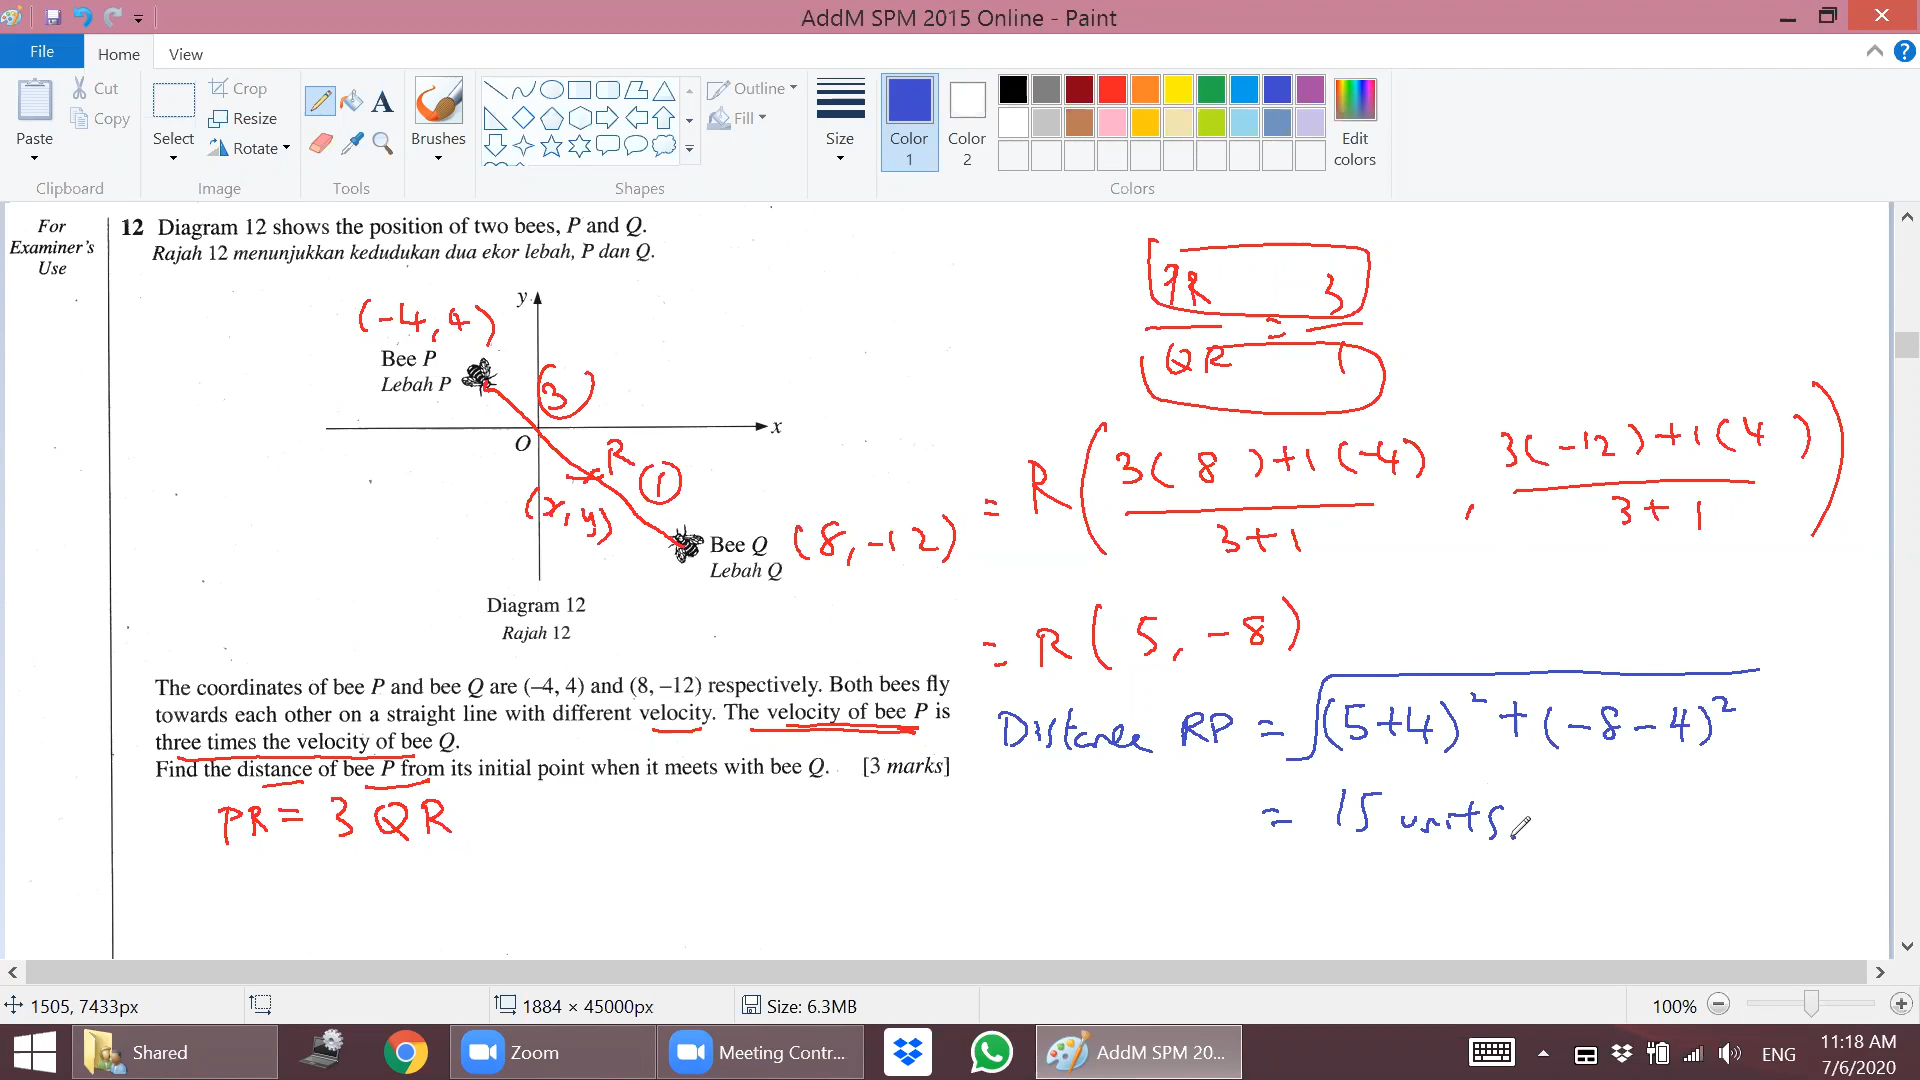 AddM SPM 2015 Online - Paint
File Home View
Paste Cut Copy Select Crop Resize Rotate A Brushes Outline Fill Size Color 1 Color 2 Edit colors
Clipboard Image Tools Shapes Colors
For Examiner's Use
12 Diagram 12 shows the position of two bees, P and Q.
Rajah 12 menunjukkan kedudukan dua ekor lebah, P dan Q.
y
(-4, 4)
Bee P
Lebah P
3
x
O
R
1
(x, y)
Bee Q
Lebah Q
(8, -12)
Diagram 12
Rajah 12
The coordinates of bee P and bee Q are (–4, 4) and (8, –12) respectively. Both bees fly
towards each other on a straight line with different velocity. The velocity of bee P is
three times the velocity of bee Q.
Find the distance of bee P from its initial point when it meets with bee Q. [3 marks]
PR = 3 QR
PR/QR = 3/1
= R( (3(8)+1(-4))/(3+1) , (3(-12)+1(4))/(3+1) )
= R(5, -8)
Distance RP = √((5+4)² + (-8-4)²)
= 15 units.
1505, 7433px 1884 × 45000px Size: 6.3MB 100%
Shared Zoom Meeting Contr... AddM SPM 20... ENG 11:18 AM
7/6/2020